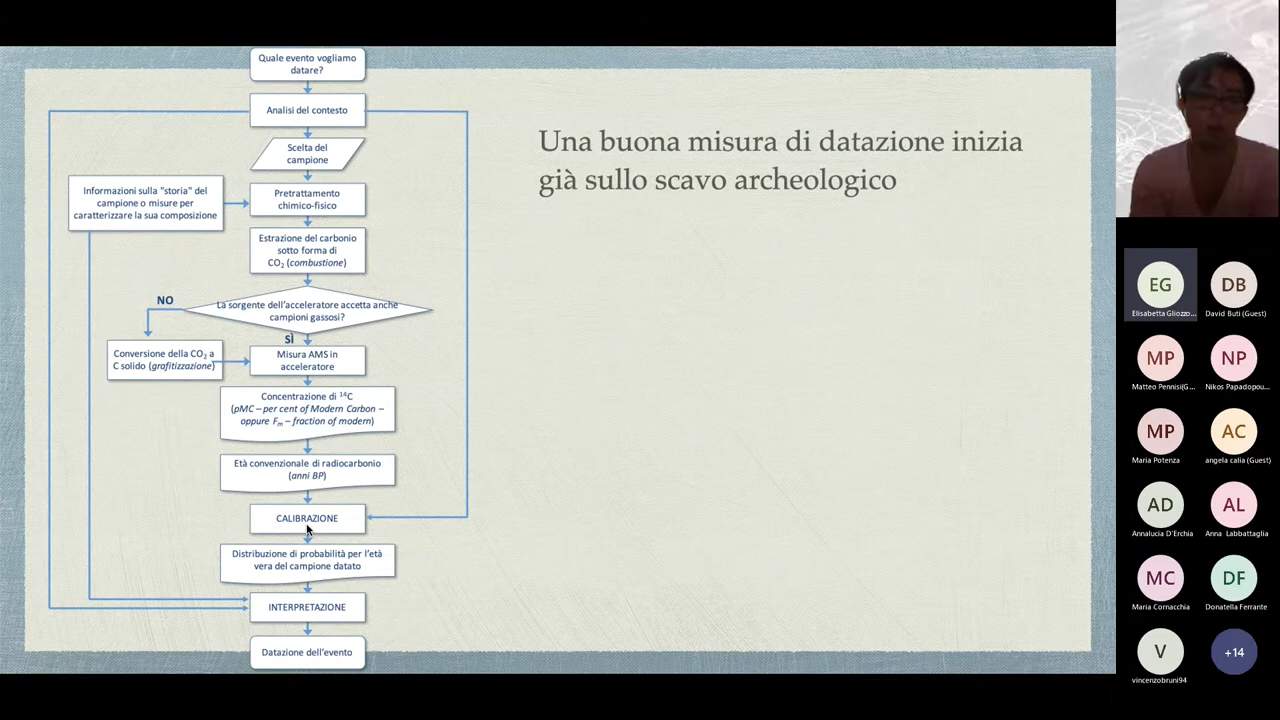 Quale evento vogliamo
datare?
Analisi del contesto
Scelta del
campione
Informazioni sulla "storia" del
campione o misure per
caratterizzare la sua composizione
Pretrattamento
chimico-fisico
Estrazione del carbonio
sotto forma di
CO₂ (combustione)
NO
La sorgente dell'acceleratore accetta anche
campioni gassosi?
SÌ
Conversione della CO₂ a
C solido (grafitizzazione)
Misura AMS in
acceleratore
Concentrazione di ¹⁴C
(pMC – per cent of Modern Carbon –
oppure Fₘ – fraction of modern)
Età convenzionale di radiocarbonio
(anni BP)
CALIBRAZIONE
Distribuzione di probabilità per l'età
vera del campione datato
INTERPRETAZIONE
Datazione dell'evento
Una buona misura di datazione inizia
già sullo scavo archeologico
EG
Elisabetta Gliozzo...
DB
David Buti (Guest)
MP
Matteo Pennisi(G...
NP
Nikos Papadopou...
MP
Maria Potenza
AC
angela calia (Guest)
AD
Annalucia D'Erchia
AL
Anna Labbattaglia
MC
Maria Cornacchia
DF
Donatella Ferrante
V
vincenzobruni94
+14